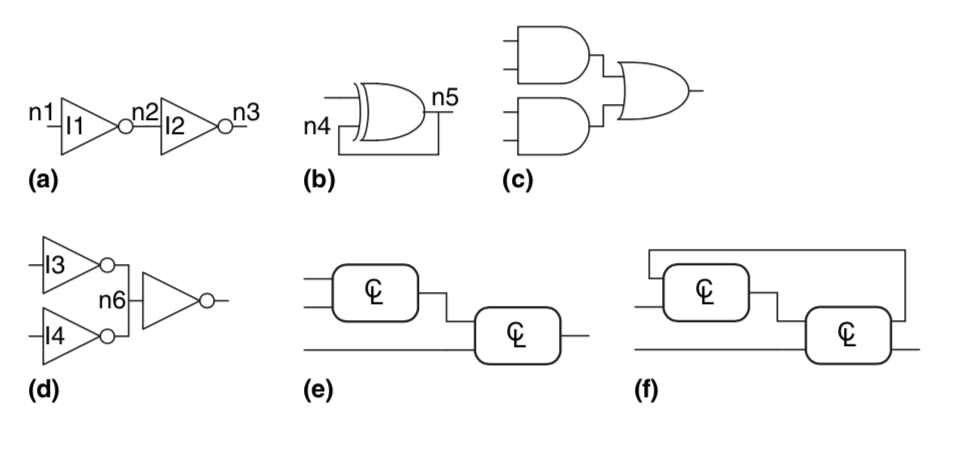 n1 I1 n2 I2 n3
n5
n4
(a) (b) (c)
I3
n6
I4
CL CL
CL CL
(d) (e) (f)